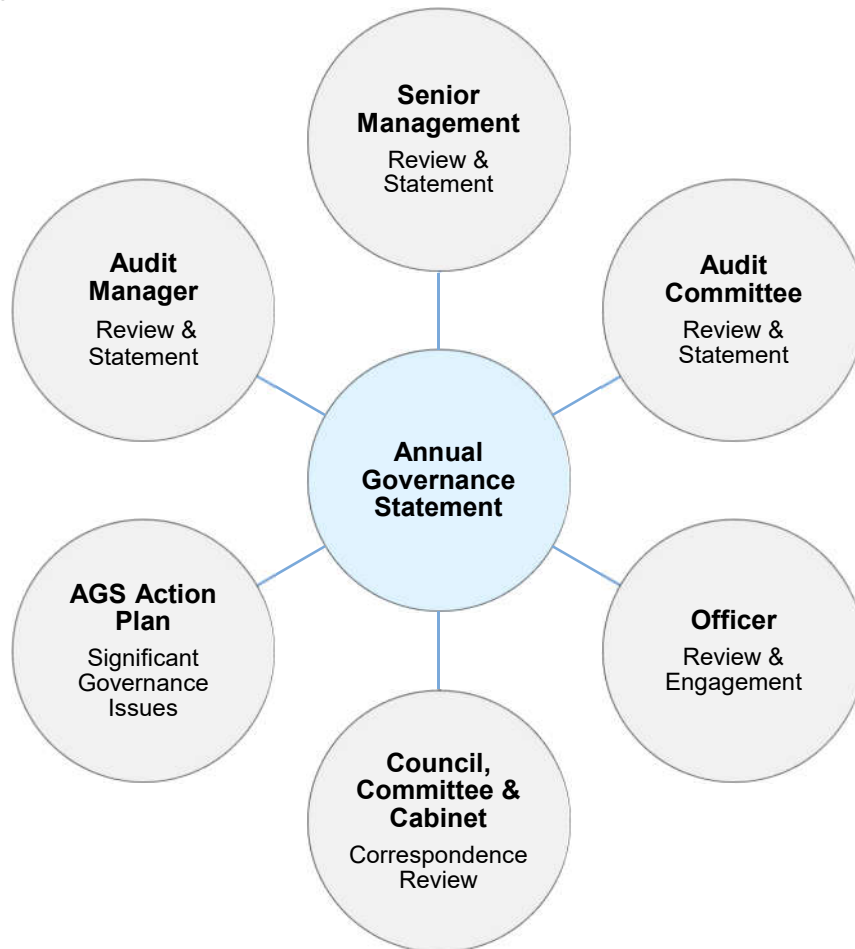 Senior
Management
Review &
Statement
Audit
Manager
Review &
Statement
Audit
Committee
Review &
Statement
Annual
Governance
Statement
AGS Action
Plan
Significant
Governance
Issues
Officer
Review &
Engagement
Council,
Committee &
Cabinet
Correspondence
Review